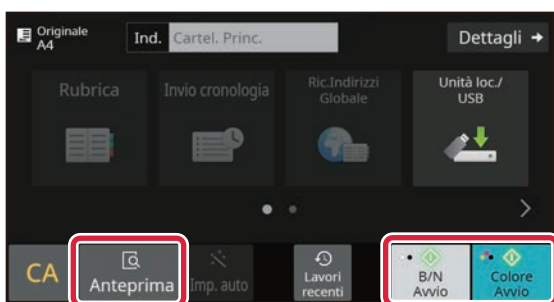 Originale
A4
Ind. Cartel. Princ.
Dettagli
Rubrica
Invio cronologia
Ric.Indirizzi
Globale
Unità loc./
USB
CA
Anteprima
Imp. auto
Lavori
recenti
B/N
Avvio
Colore
Avvio